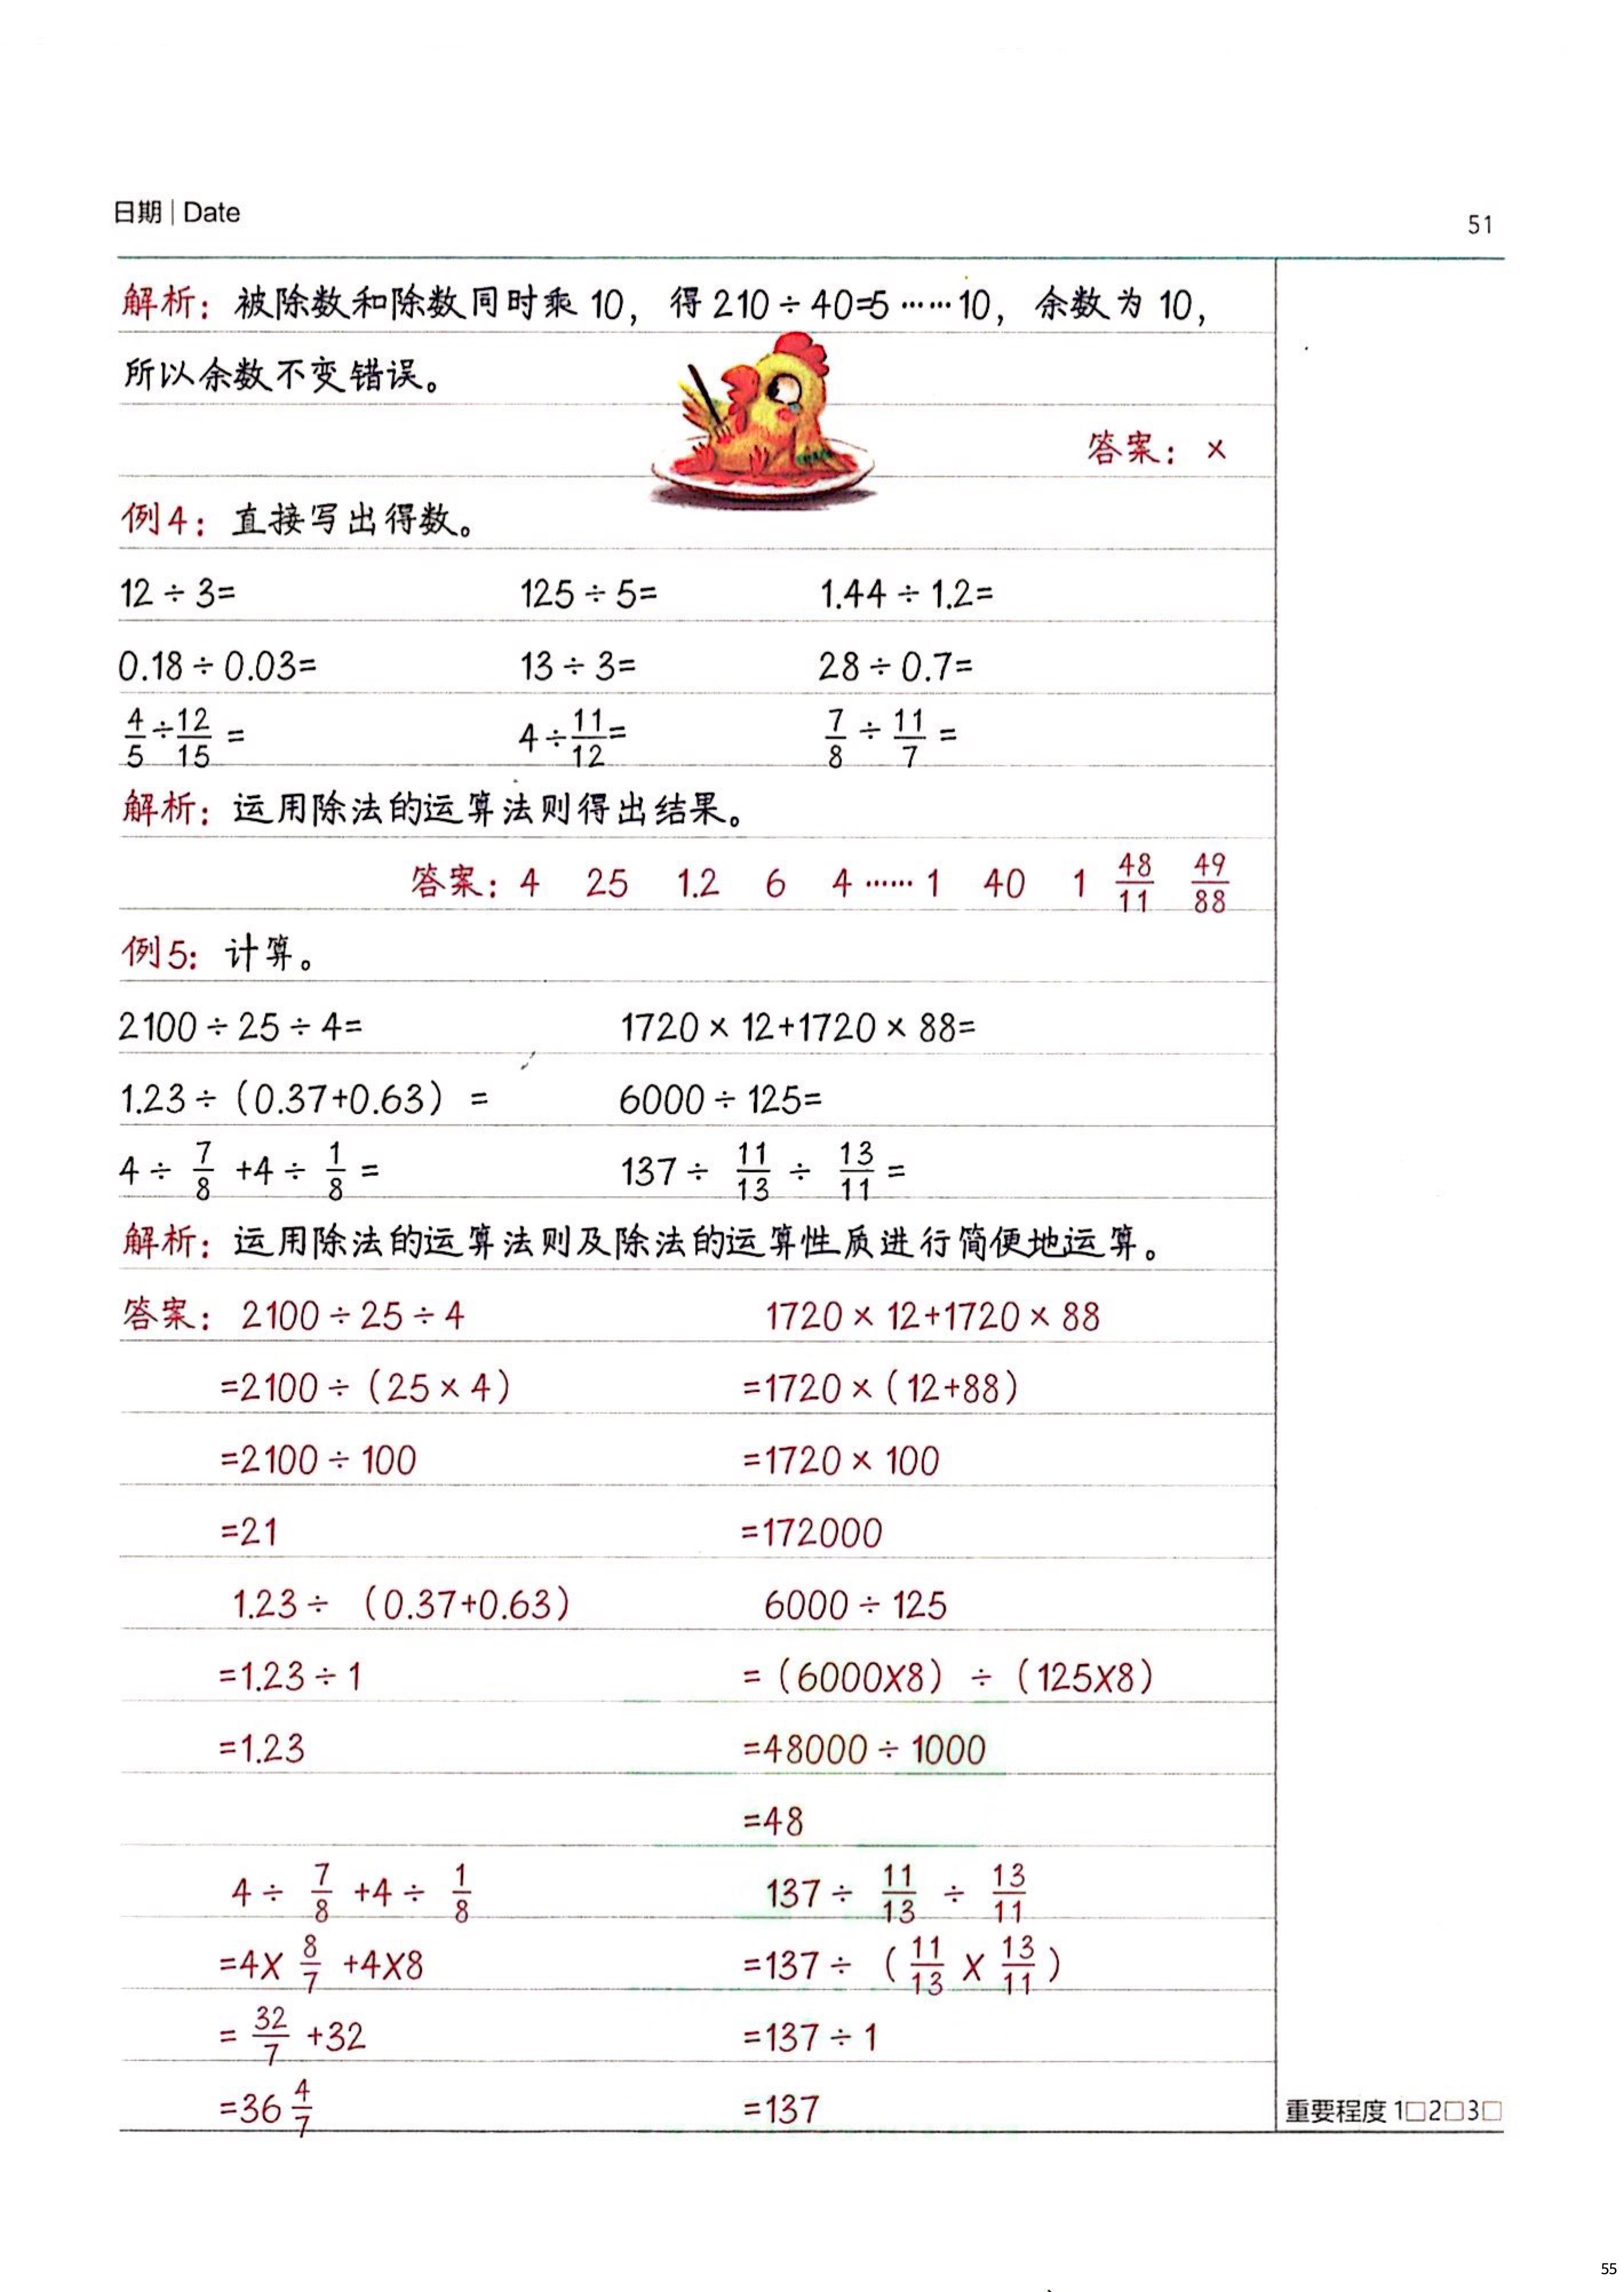 日期 | Date
51
解析：被除数和除数同时乘 10，得 210 ÷ 40=5 …… 10，余数为 10，
所以余数不变错误。
答案： ×
例4：直接写出得数。
12 ÷ 3= 125 ÷ 5= 1.44 ÷ 1.2=
0.18 ÷ 0.03= 13 ÷ 3= 28 ÷ 0.7=
4/5 ÷ 12/15 = 4 ÷ 11/12 = 7/8 ÷ 11/7 =
解析：运用除法的运算法则得出结果。
答案：4 25 1.2 6 4 …… 1 40 1 48/11 49/88
例5：计算。
2100 ÷ 25 ÷ 4= 1720 × 12+1720 × 88=
1.23 ÷（0.37+0.63）= 6000 ÷ 125=
4 ÷ 7/8 +4 ÷ 1/8 = 137 ÷ 11/13 ÷ 13/11 =
解析：运用除法的运算法则及除法的运算性质进行简便地运算。
答案： 2100 ÷ 25 ÷ 4 1720 × 12+1720 × 88
=2100 ÷（25 × 4） =1720 ×（12+88）
=2100 ÷ 100 =1720 × 100
=21 =172000
1.23 ÷ （0.37+0.63） 6000 ÷ 125
=1.23 ÷ 1 =（6000X8） ÷ （125X8）
=1.23 =48000 ÷ 1000
=48
4 ÷ 7/8 +4 ÷ 1/8 137 ÷ 11/13 ÷ 13/11
=4X 8/7 +4X8 =137 ÷ （11/13 X 13/11）
= 32/7 +32 =137 ÷ 1
=36 4/7 =137
重要程度 1□2□3□
55